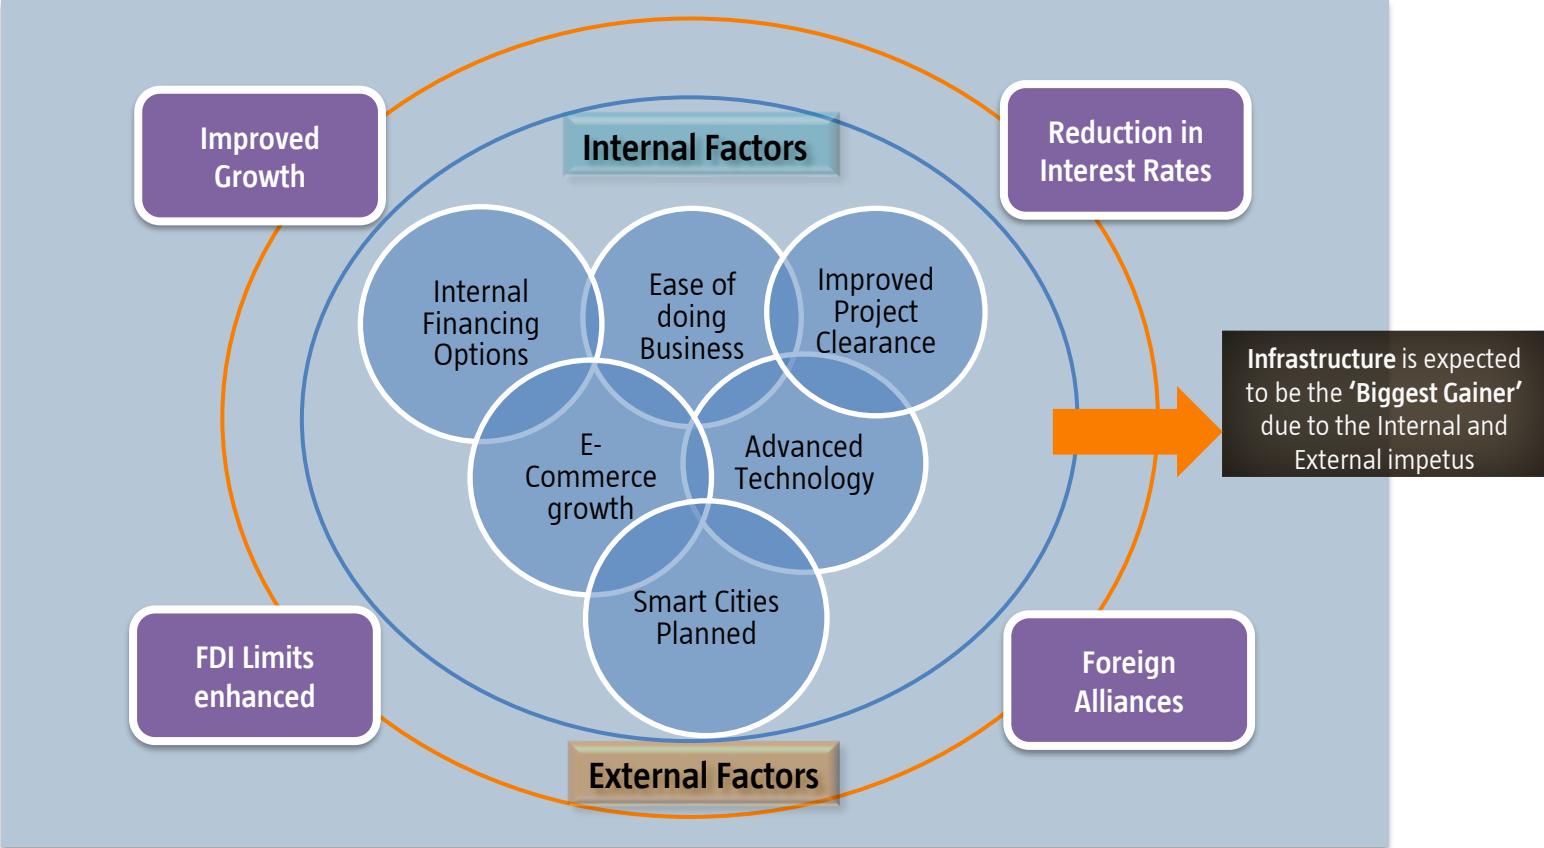 Improved
Growth
Reduction in
Interest Rates
Internal Factors
Internal
Financing
Options
Ease of
doing
Business
Improved
Project
Clearance
E-
Commerce
growth
Advanced
Technology
Smart Cities
Planned
Infrastructure is expected
to be the ‘Biggest Gainer’
due to the Internal and
External impetus
FDI Limits
enhanced
Foreign
Alliances
External Factors